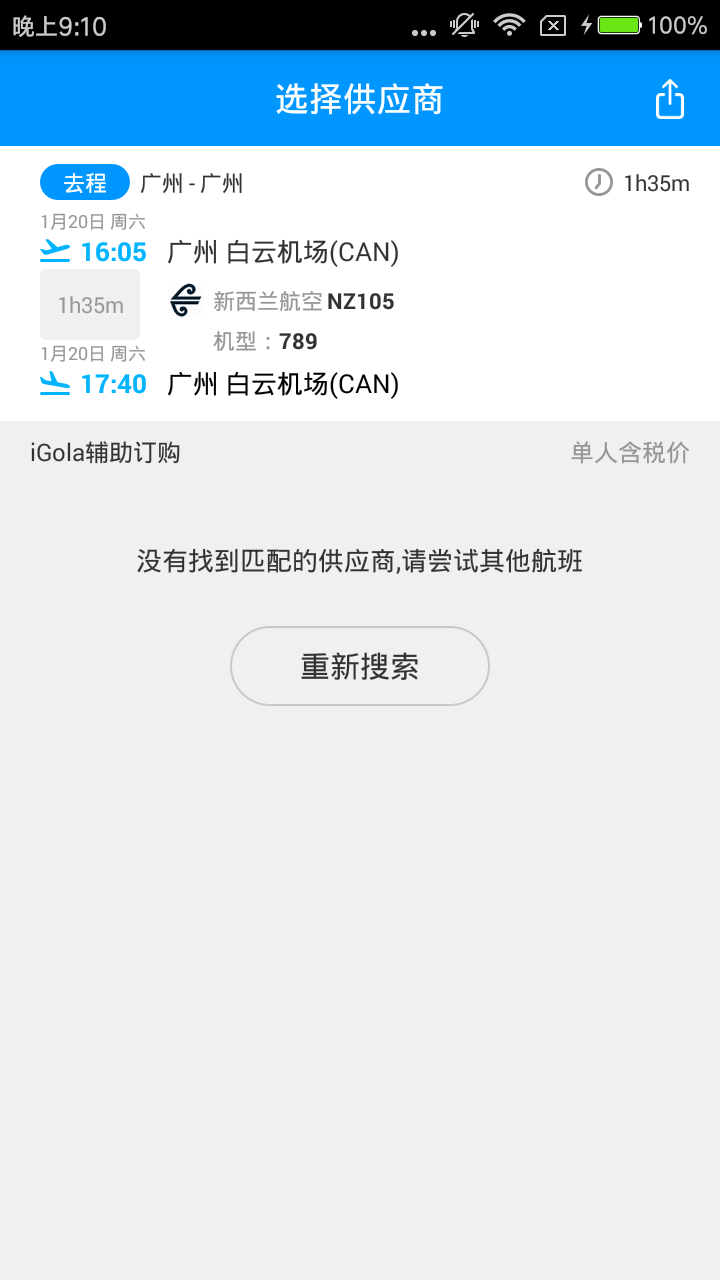 晚上9:10
100%
选择供应商
去程 广州 - 广州 1h35m
1月20日 周六
16:05 广州 白云机场(CAN)
1h35m 新西兰航空 NZ105
机型：789
1月20日 周六
17:40 广州 白云机场(CAN)
iGola辅助订购 单人含税价
没有找到匹配的供应商,请尝试其他航班
重新搜索